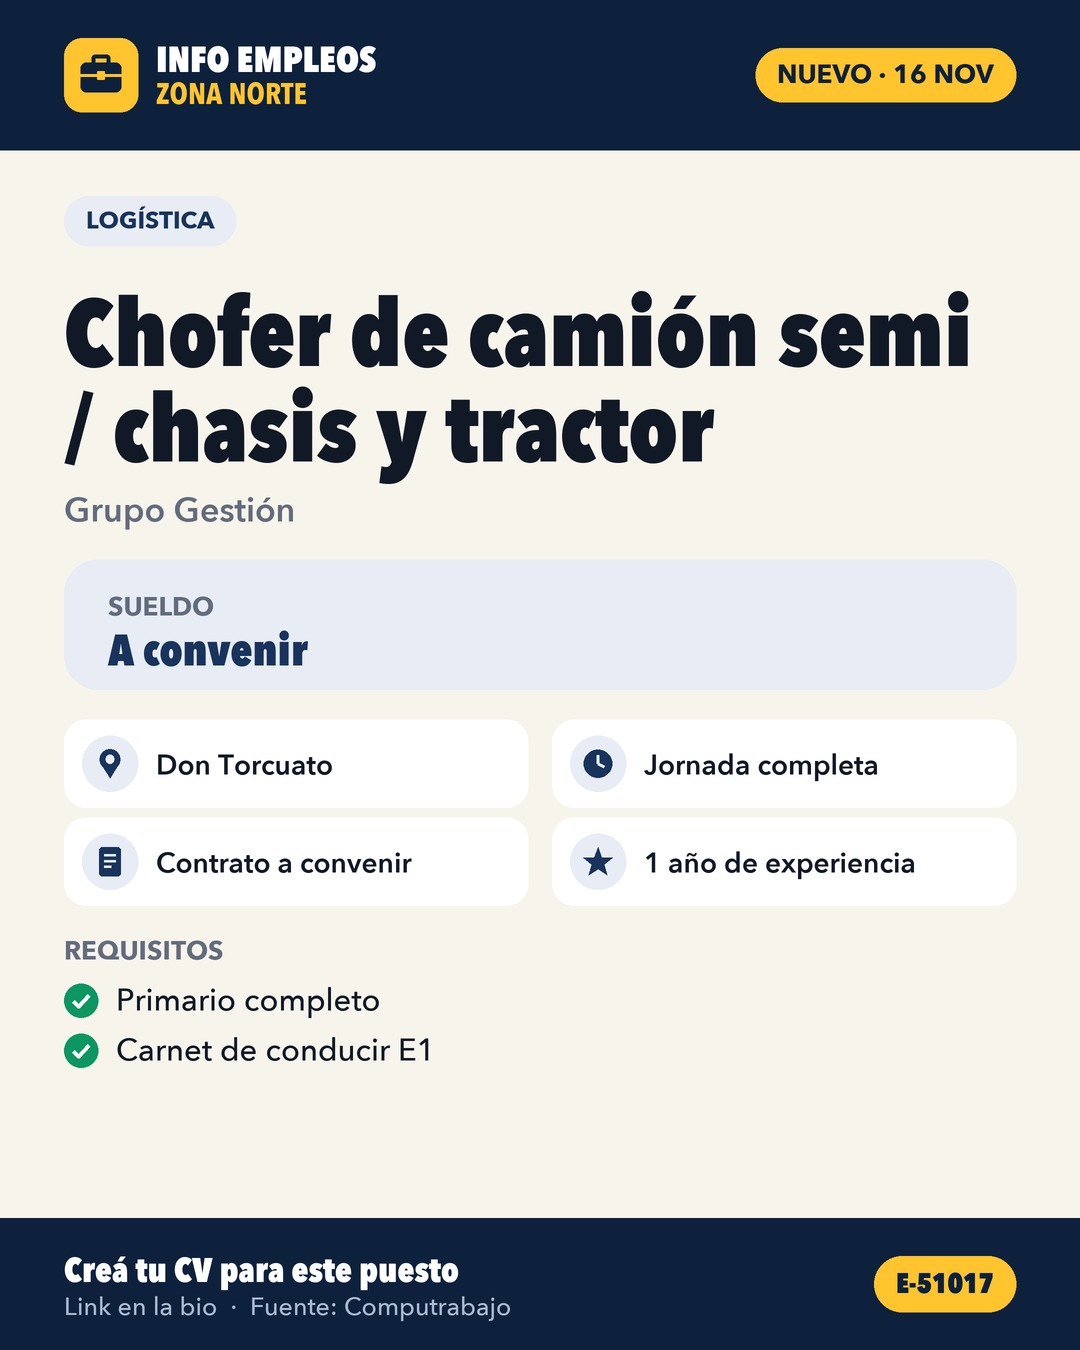 INFO EMPLEOS
ZONA NORTE
NUEVO · 16 NOV
LOGÍSTICA
Chofer de camión semi
/ chasis y tractor
Grupo Gestión
SUELDO
A convenir
Don Torcuato
Jornada completa
Contrato a convenir
1 año de experiencia
REQUISITOS
Primario completo
Carnet de conducir E1
Creá tu CV para este puesto
Link en la bio · Fuente: Computrabajo
E-51017